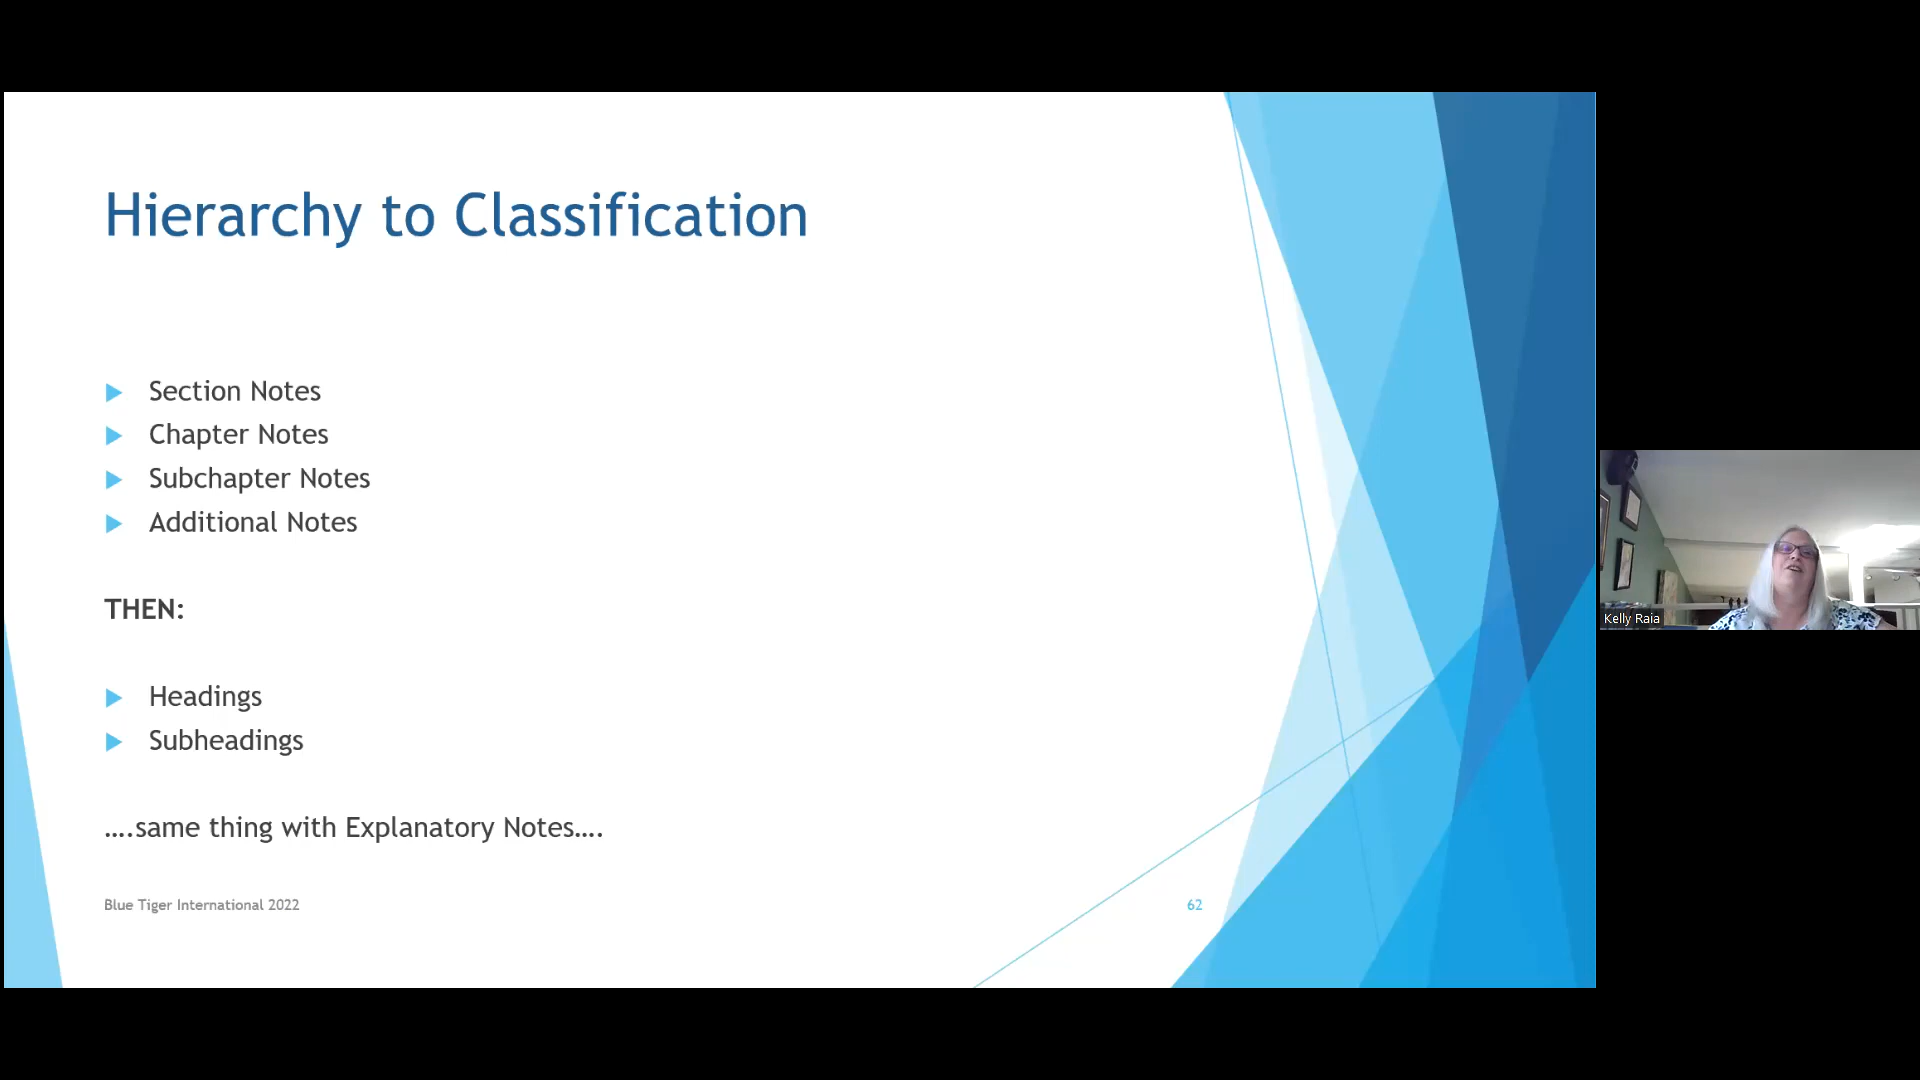 Hierarchy to Classification
Section Notes
Chapter Notes
Subchapter Notes
Additional Notes
THEN:
Headings
Subheadings
....same thing with Explanatory Notes....
Blue Tiger International 2022
62
Kelly Raia